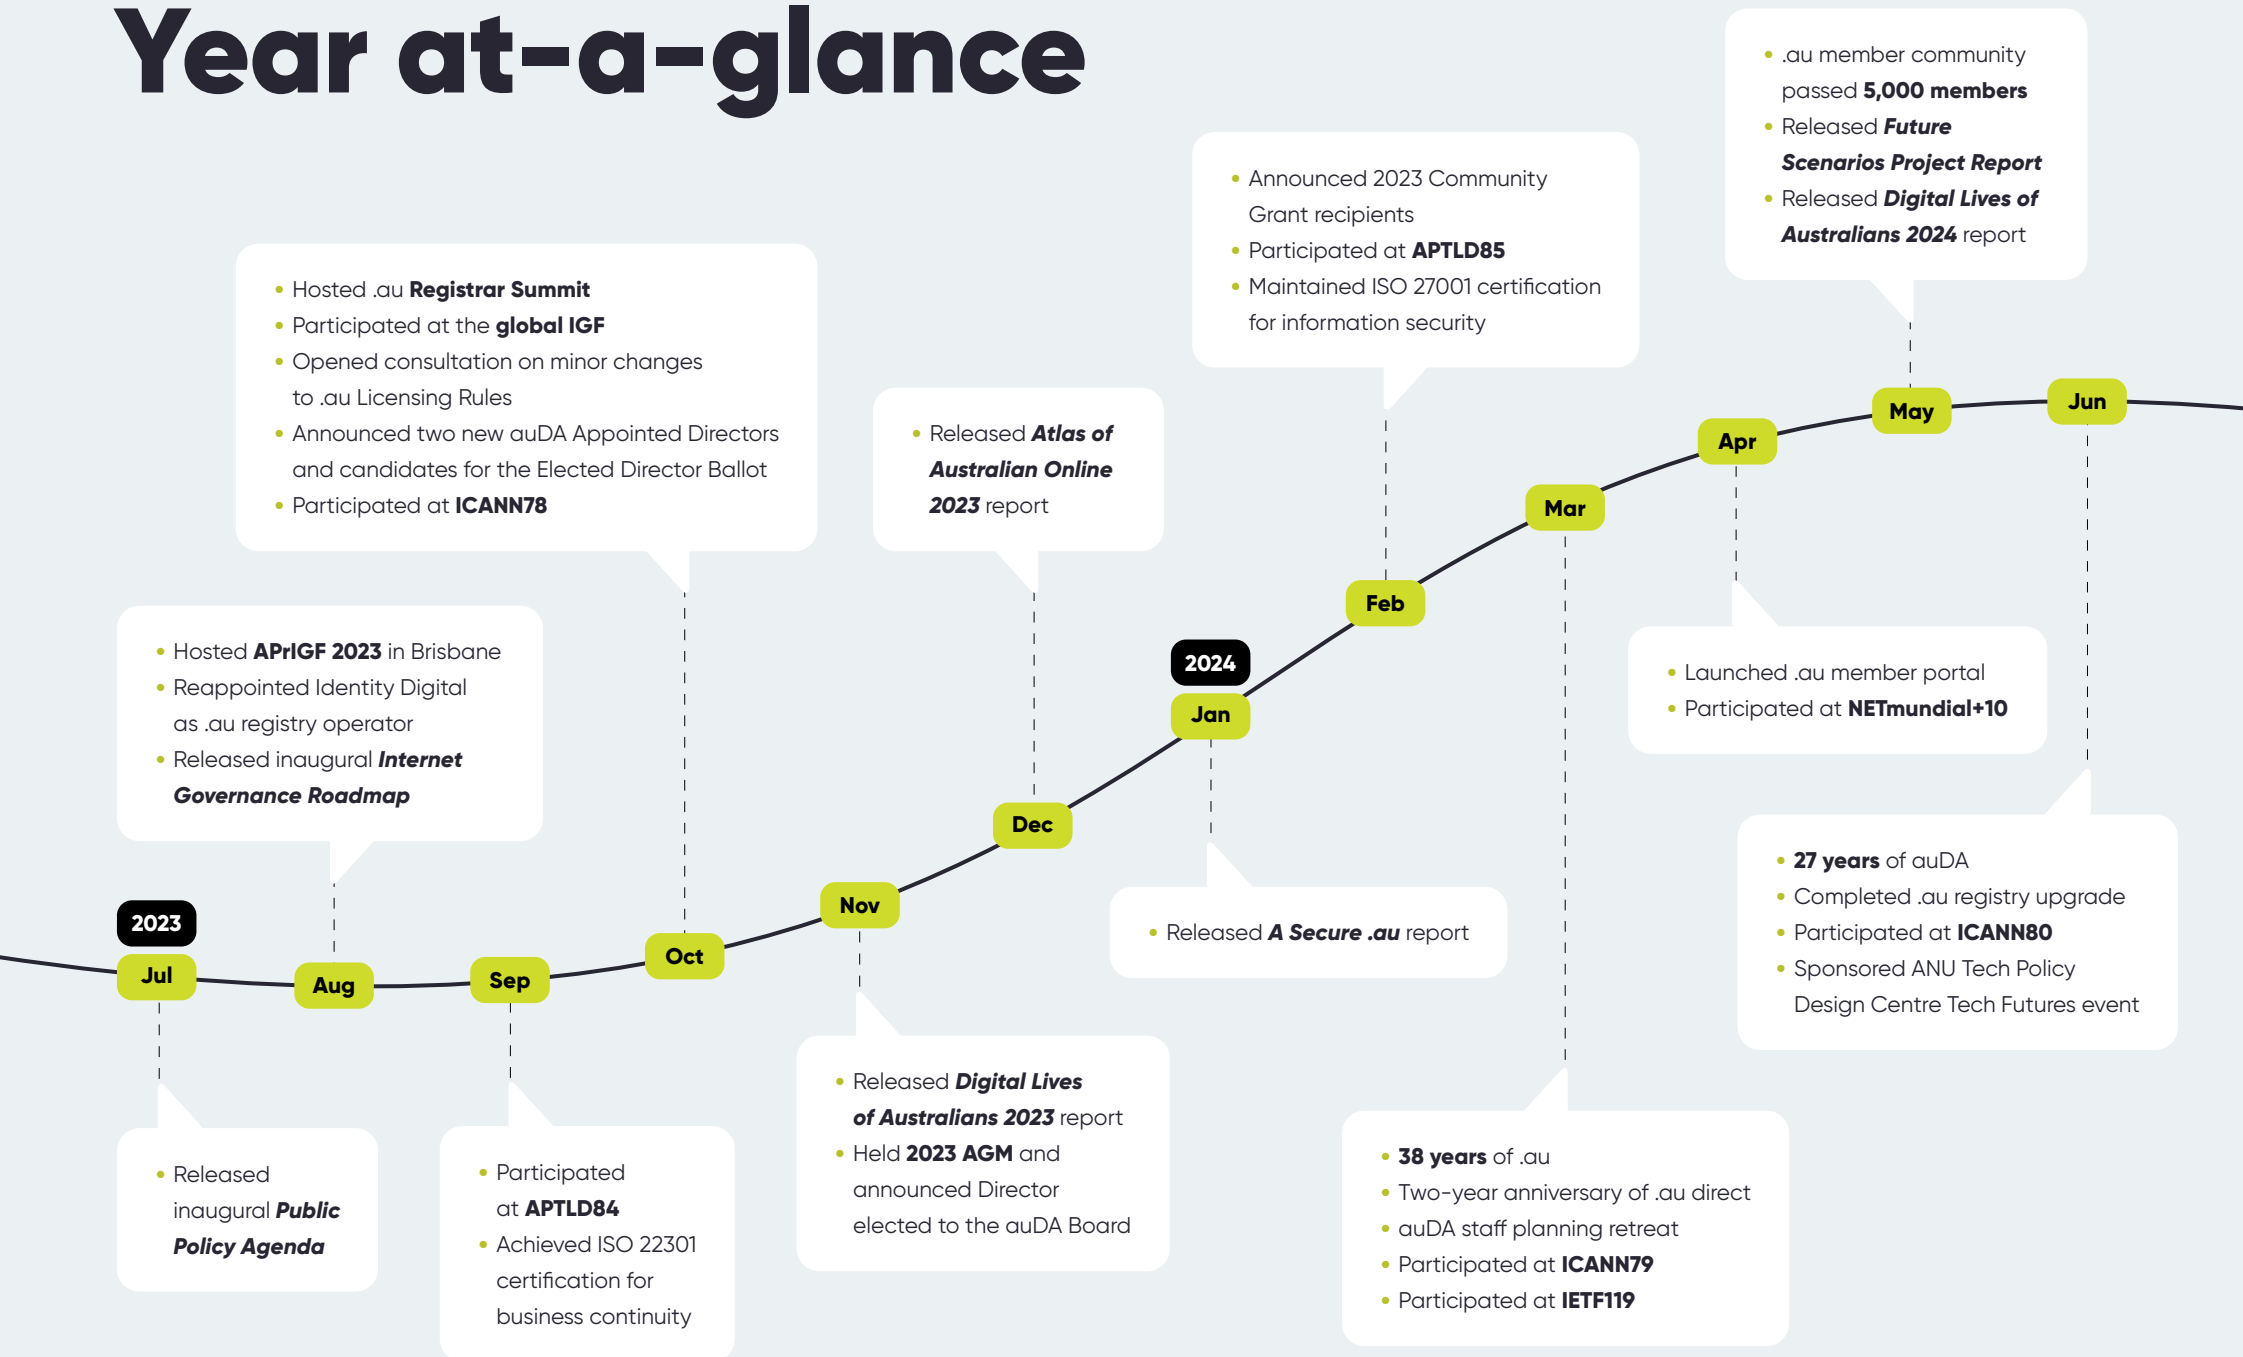 Year at-a-glance
2023
Jul
• Released
inaugural Public
Policy Agenda
Aug
• Hosted APrIGF 2023 in Brisbane
• Reappointed Identity Digital
as .au registry operator
• Released inaugural Internet
Governance Roadmap
Sep
• Participated
at APTLD84
• Achieved ISO 22301
certification for
business continuity
Oct
• Hosted .au Registrar Summit
• Participated at the global IGF
• Opened consultation on minor changes
to .au Licensing Rules
• Announced two new auDA Appointed Directors
and candidates for the Elected Director Ballot
• Participated at ICANN78
Nov
• Released Digital Lives
of Australians 2023 report
• Held 2023 AGM and
announced Director
elected to the auDA Board
Dec
• Released Atlas of
Australian Online
2023 report
2024
Jan
• Released A Secure .au report
Feb
• Announced 2023 Community
Grant recipients
• Participated at APTLD85
• Maintained ISO 27001 certification
for information security
Mar
• 38 years of .au
• Two-year anniversary of .au direct
• auDA staff planning retreat
• Participated at ICANN79
• Participated at IETF119
Apr
• Launched .au member portal
• Participated at NETmundial+10
May
• .au member community
passed 5,000 members
• Released Future
Scenarios Project Report
• Released Digital Lives of
Australians 2024 report
Jun
• 27 years of auDA
• Completed .au registry upgrade
• Participated at ICANN80
• Sponsored ANU Tech Policy
Design Centre Tech Futures event